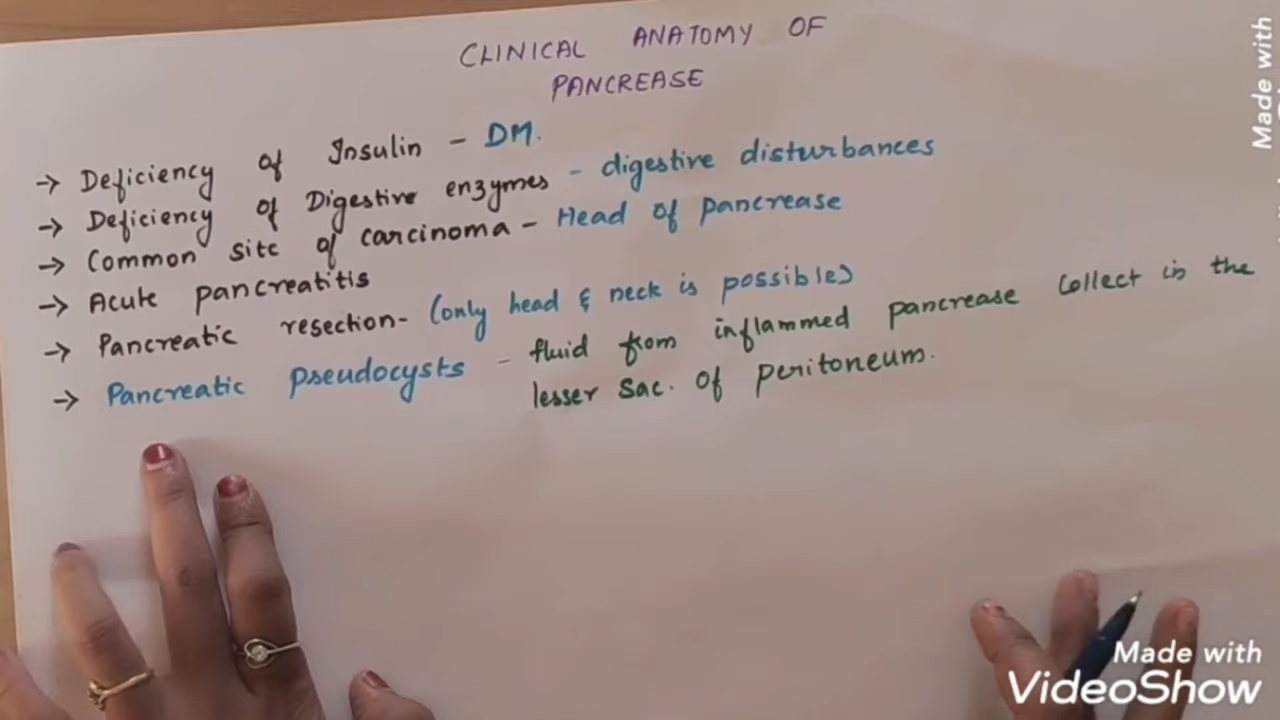 CLINICAL ANATOMY OF
PANCREASE
→ Deficiency of Insulin - DM.
→ Deficiency of Digestive enzymes - digestive disturbances
→ Common site of carcinoma - Head of pancrease
→ Acute pancreatitis
→ Pancreatic resection- (only head & neck is possible)
→ Pancreatic pseudocysts - fluid from inflammed pancrease collect in the
lesser sac. of peritoneum.
Made with
Made with
VideoShow